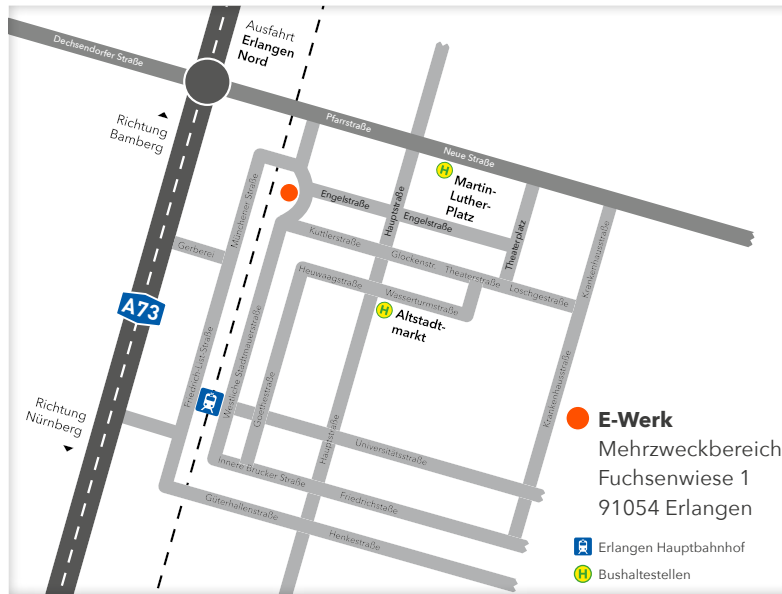 Ausfahrt
Erlangen
Nord
Dechsendorfer Straße
Richtung
Bamberg
Pfarrstraße
Neue Straße
H
Martin-
Luther-
Platz
Münchener Straße
Engelstraße
Engelstraße
Hauptstraße
Theaterplatz
Krankenhausstraße
Gerberei
Kuttlerstraße
Glockenstr.
Theaterstraße
Loschgestraße
Heuwaagstraße
Wasserturmstraße
H
Altstadt-
markt
A73
Friedrich-List-Straße
Westliche Stadtmauerstraße
Goethestraße
Krankenhausstraße
Richtung
Nürnberg
Hauptstraße
Universitätsstraße
Innere Brucker Straße
Friedrichstraße
Güterhallenstraße
Henkestraße
E-Werk
Mehrzweckbereich
Fuchsenwiese 1
91054 Erlangen
Erlangen Hauptbahnhof
H Bushaltestellen